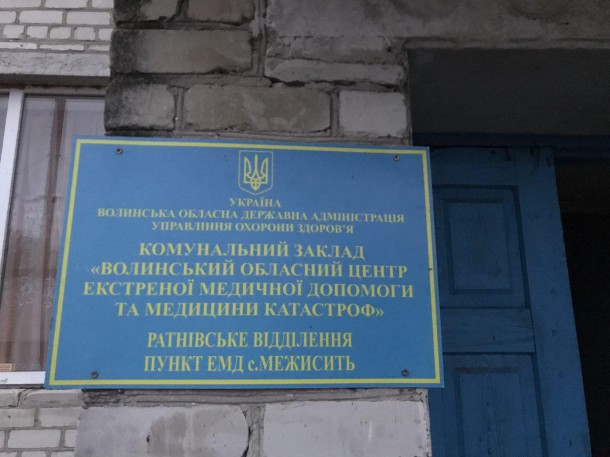 УКРАЇНА
ВОЛИНСЬКА ОБЛАСНА ДЕРЖАВНА АДМІНІСТРАЦІЯ
УПРАВЛІННЯ ОХОРОНИ ЗДОРОВ'Я
КОМУНАЛЬНИЙ ЗАКЛАД
«ВОЛИНСЬКИЙ ОБЛАСНИЙ ЦЕНТР
ЕКСТРЕНОЇ МЕДИЧНОЇ ДОПОМОГИ
ТА МЕДИЦИНИ КАТАСТРОФ»
РАТНІВСЬКЕ ВІДДІЛЕННЯ
ПУНКТ ЕМД с.МЕЖИСИТЬ